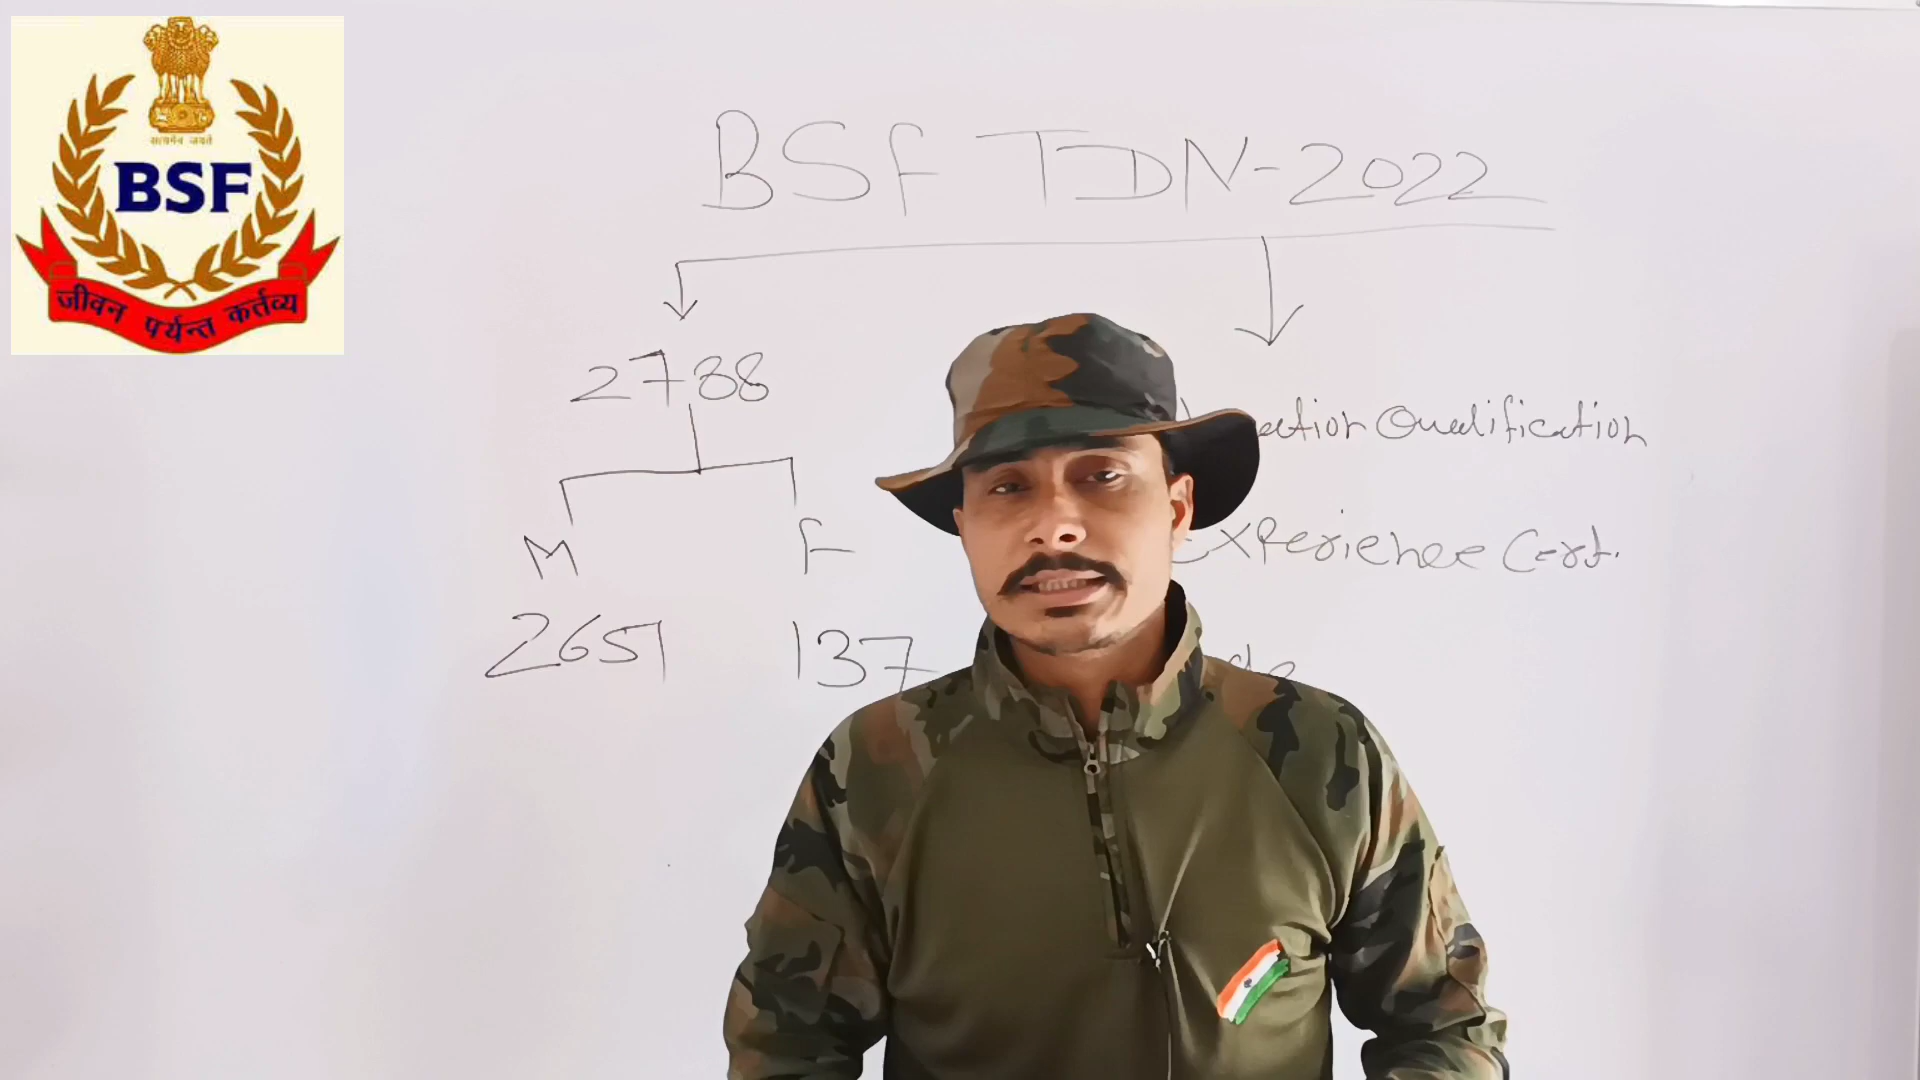 सत्यमेव जयते
BSF
जीवन पर्यन्त कर्तव्य
BSF TDN-2022
2788
Qualification
M
F
Experience Cert.
2651
137